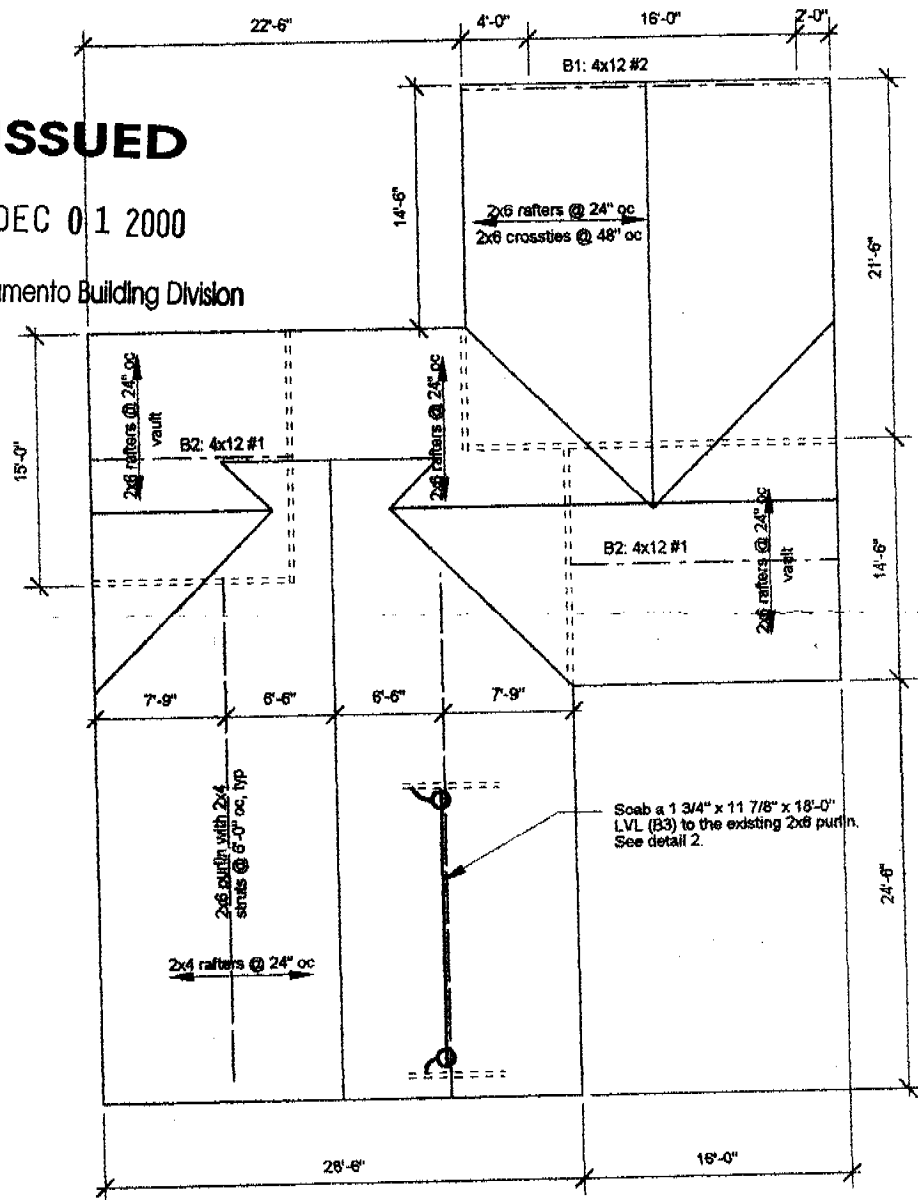 22'-6"
4'-0"
16'-0"
2'-0"
B1: 4x12 #2
SSUED
DEC 01 2000
amento Building Division
14'-6"
2x6 rafters @ 24" oc
2x6 crossties @ 48" oc
21'-6"
15'-0"
2x6 rafters @ 24" oc
vault
B2: 4x12 #1
2x6 rafters @ 24" oc
B2: 4x12 #1
2x6 rafters @ 24" oc
vault
14'-6"
7'-9"
6'-6"
6'-6"
7'-9"
2x6 purlin with 2x4
struts @ 6'-0" oc, typ
Scab a 1 3/4" x 11 7/8" x 18'-0"
LVL (B3) to the existing 2x6 purlin.
See detail 2.
2x4 rafters @ 24" oc
24'-6"
28'-6"
16'-0"